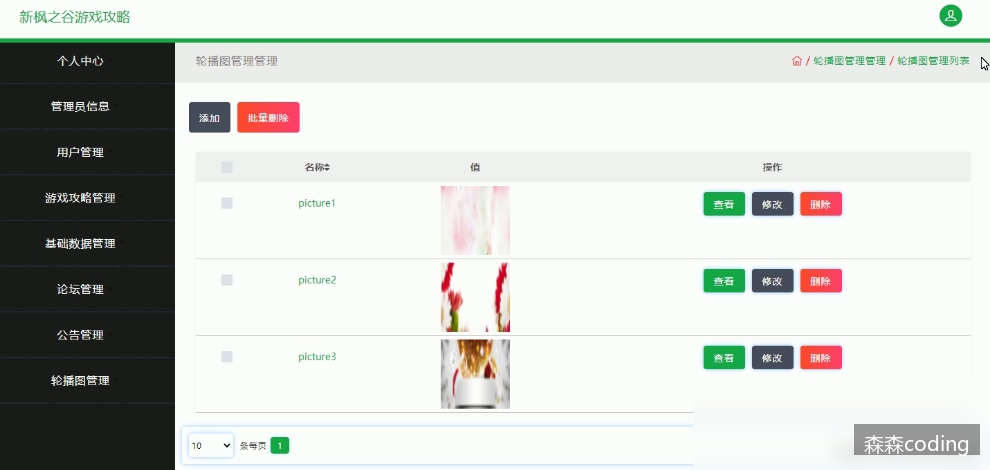 新枫之谷游戏攻略
个人中心
管理员信息
用户管理
游戏攻略管理
基础数据管理
论坛管理
公告管理
轮播图管理
轮播图管理管理
/ 轮播图管理管理 / 轮播图管理列表
添加 批量删除
名称 值 操作
picture1 查看 修改 删除
picture2 查看 修改 删除
picture3 查看 修改 删除
10 条每页 1
森森coding